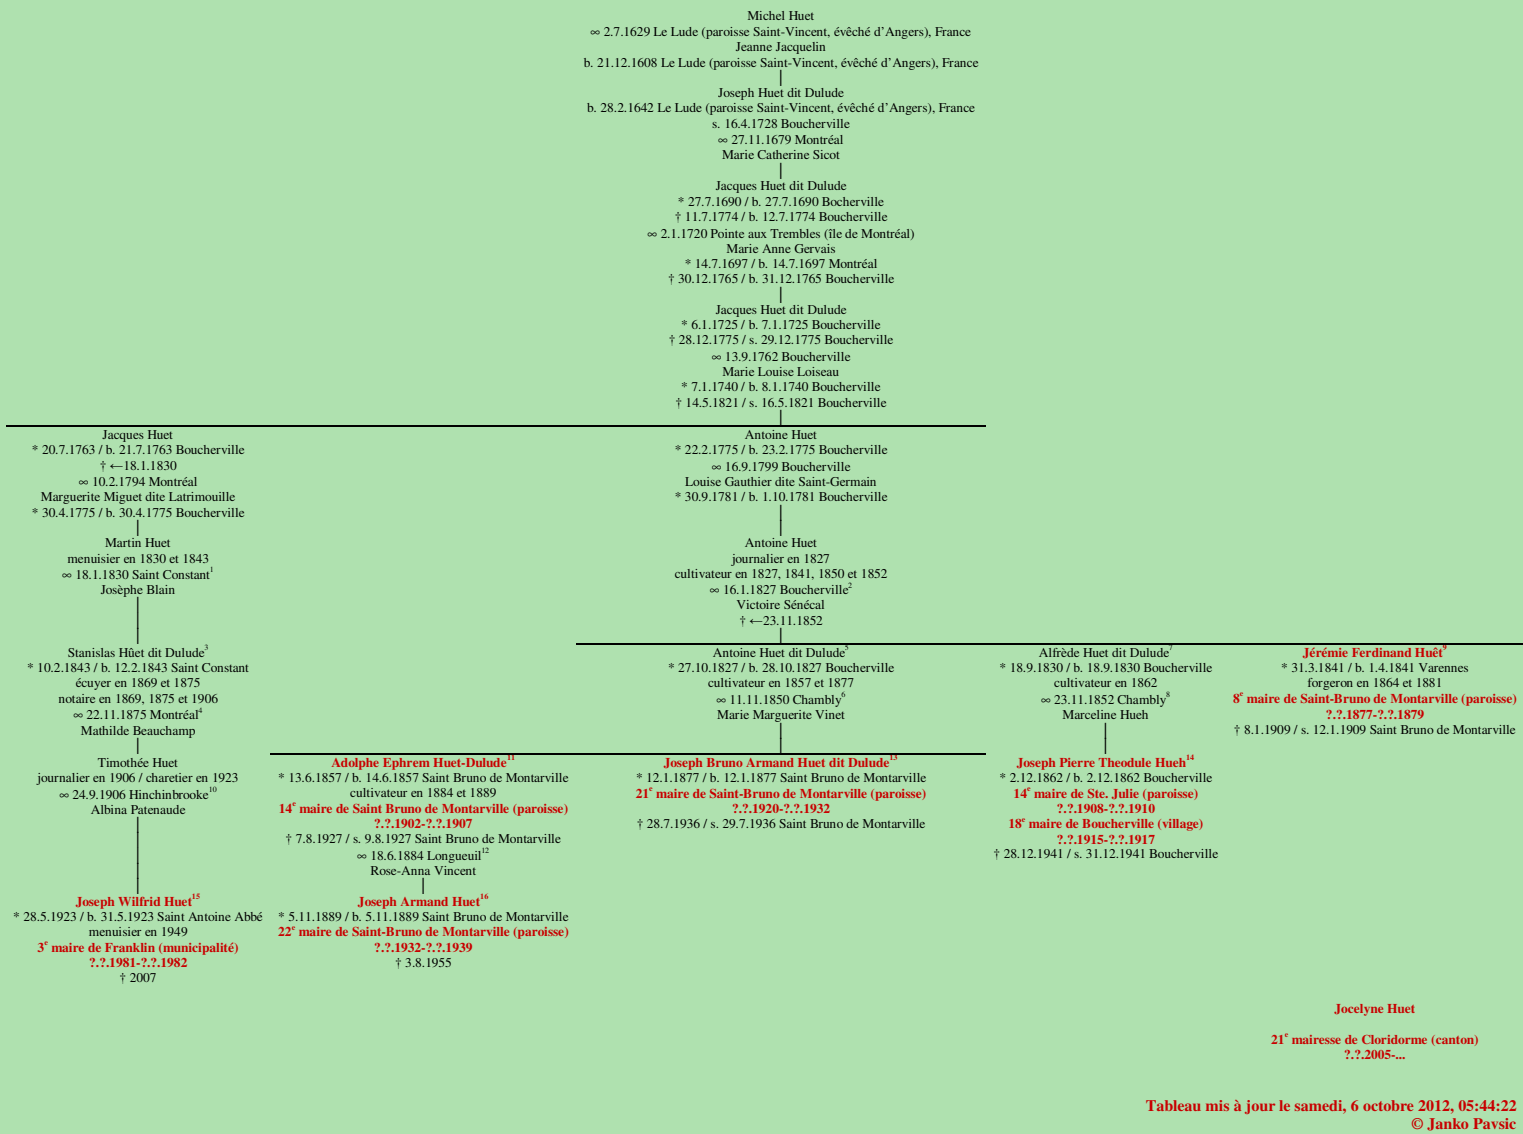 Michel Huet
∞ 2.7.1629 Le Lude (paroisse Saint-Vincent, évêché d'Angers), France
Jeanne Jacquelin
b. 21.12.1608 Le Lude (paroisse Saint-Vincent, évêché d'Angers), France
Joseph Huet dit Dulude
b. 28.2.1642 Le Lude (paroisse Saint-Vincent, évêché d'Angers), France
s. 16.4.1728 Boucherville
∞ 27.11.1679 Montréal
Marie Catherine Sicot
Jacques Huet dit Dulude
* 27.7.1690 / b. 27.7.1690 Bocherville
† 11.7.1774 / b. 12.7.1774 Boucherville
∞ 2.1.1720 Pointe aux Trembles (île de Montréal)
Marie Anne Gervais
* 14.7.1697 / b. 14.7.1697 Montréal
† 30.12.1765 / b. 31.12.1765 Boucherville
Jacques Huet dit Dulude
* 6.1.1725 / b. 7.1.1725 Boucherville
† 28.12.1775 / s. 29.12.1775 Boucherville
∞ 13.9.1762 Boucherville
Marie Louise Loiseau
* 7.1.1740 / b. 8.1.1740 Boucherville
† 14.5.1821 / s. 16.5.1821 Boucherville
Jacques Huet
* 20.7.1763 / b. 21.7.1763 Boucherville
† ←18.1.1830
∞ 10.2.1794 Montréal
Marguerite Miguet dite Latrimouille
* 30.4.1775 / b. 30.4.1775 Boucherville
Antoine Huet
* 22.2.1775 / b. 23.2.1775 Boucherville
∞ 16.9.1799 Boucherville
Louise Gauthier dite Saint-Germain
* 30.9.1781 / b. 1.10.1781 Boucherville
Martin Huet
menuisier en 1830 et 1843
∞ 18.1.1830 Saint Constant¹
Josèphe Blain
Antoine Huet
journalier en 1827
cultivateur en 1827, 1841, 1850 et 1852
∞ 16.1.1827 Boucherville²
Victoire Sénécal
† ←23.11.1852
Stanislas Hûet dit Dulude³
* 10.2.1843 / b. 12.2.1843 Saint Constant
écuyer en 1869 et 1875
notaire en 1869, 1875 et 1906
∞ 22.11.1875 Montréal⁴
Mathilde Beauchamp
Antoine Huet dit Dulude⁵
* 27.10.1827 / b. 28.10.1827 Boucherville
cultivateur en 1857 et 1877
∞ 11.11.1850 Chambly⁶
Marie Marguerite Vinet
Alfrède Huet dit Dulude⁷
* 18.9.1830 / b. 18.9.1830 Boucherville
cultivateur en 1862
∞ 23.11.1852 Chambly⁸
Marceline Hueh
Jérémie Ferdinand Huêt⁹
* 31.3.1841 / b. 1.4.1841 Varennes
forgeron en 1864 et 1881
8ᵉ maire de Saint-Bruno de Montarville (paroisse)
?.?.1877-?.?.1879
† 8.1.1909 / s. 12.1.1909 Saint Bruno de Montarville
Timothée Huet
journalier en 1906 / charetier en 1923
∞ 24.9.1906 Hinchinbrooke¹⁰
Albina Patenaude
Adolphe Ephrem Huet-Dulude¹¹
* 13.6.1857 / b. 14.6.1857 Saint Bruno de Montarville
cultivateur en 1884 et 1889
14ᵉ maire de Saint Bruno de Montarville (paroisse)
?.?.1902-?.?.1907
† 7.8.1927 / s. 9.8.1927 Saint Bruno de Montarville
∞ 18.6.1884 Longueuil¹²
Rose-Anna Vincent
Joseph Bruno Armand Huet dit Dulude¹³
* 12.1.1877 / b. 12.1.1877 Saint Bruno de Montarville
21ᵉ maire de Saint-Bruno de Montarville (paroisse)
?.?.1920-?.?.1932
† 28.7.1936 / s. 29.7.1936 Saint Bruno de Montarville
Joseph Pierre Theodule Hueh¹⁴
* 2.12.1862 / b. 2.12.1862 Boucherville
14ᵉ maire de Ste. Julie (paroisse)
?.?.1908-?.?.1910
18ᵉ maire de Boucherville (village)
?.?.1915-?.?.1917
† 28.12.1941 / s. 31.12.1941 Boucherville
Joseph Wilfrid Huet¹⁵
* 28.5.1923 / b. 31.5.1923 Saint Antoine Abbé
menuisier en 1949
3ᵉ maire de Franklin (municipalité)
?.?.1981-?.?.1982
† 2007
Joseph Armand Huet¹⁶
* 5.11.1889 / b. 5.11.1889 Saint Bruno de Montarville
22ᵉ maire de Saint-Bruno de Montarville (paroisse)
?.?.1932-?.?.1939
† 3.8.1955
Jocelyne Huet
21ᵉ mairesse de Cloridorme (canton)
?.?.2005-...
Tableau mis à jour le samedi, 6 octobre 2012, 05:44:22
© Janko Pavsic